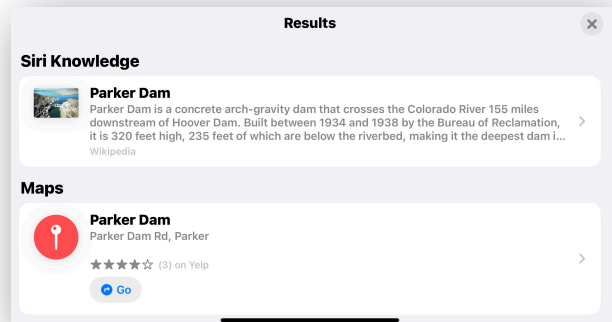 Results
Siri Knowledge
Parker Dam
Parker Dam is a concrete arch-gravity dam that crosses the Colorado River 155 miles
downstream of Hoover Dam. Built between 1934 and 1938 by the Bureau of Reclamation,
it is 320 feet high, 235 feet of which are below the riverbed, making it the deepest dam i...
Wikipedia
Maps
Parker Dam
Parker Dam Rd, Parker
★★★★☆ (3) on Yelp
Go